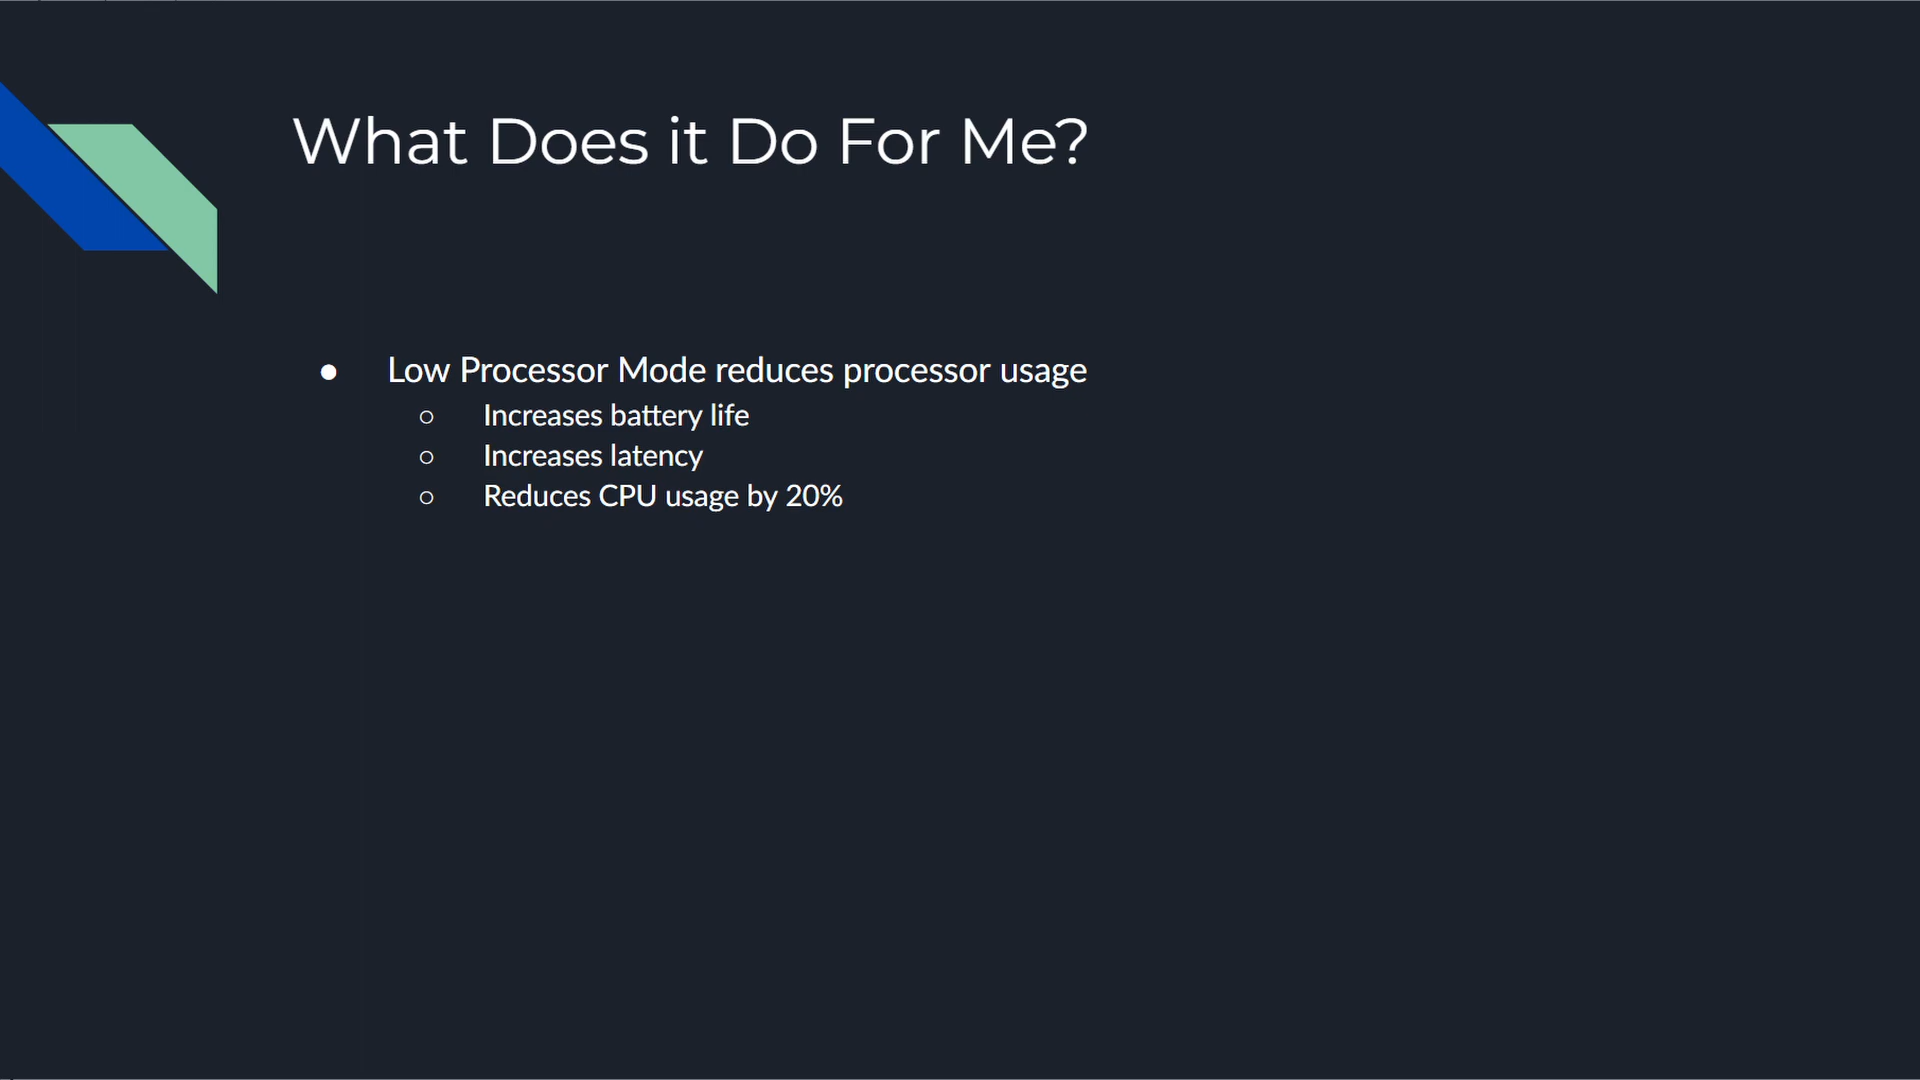 What Does it Do For Me?
● Low Processor Mode reduces processor usage
○ Increases battery life
○ Increases latency
○ Reduces CPU usage by 20%